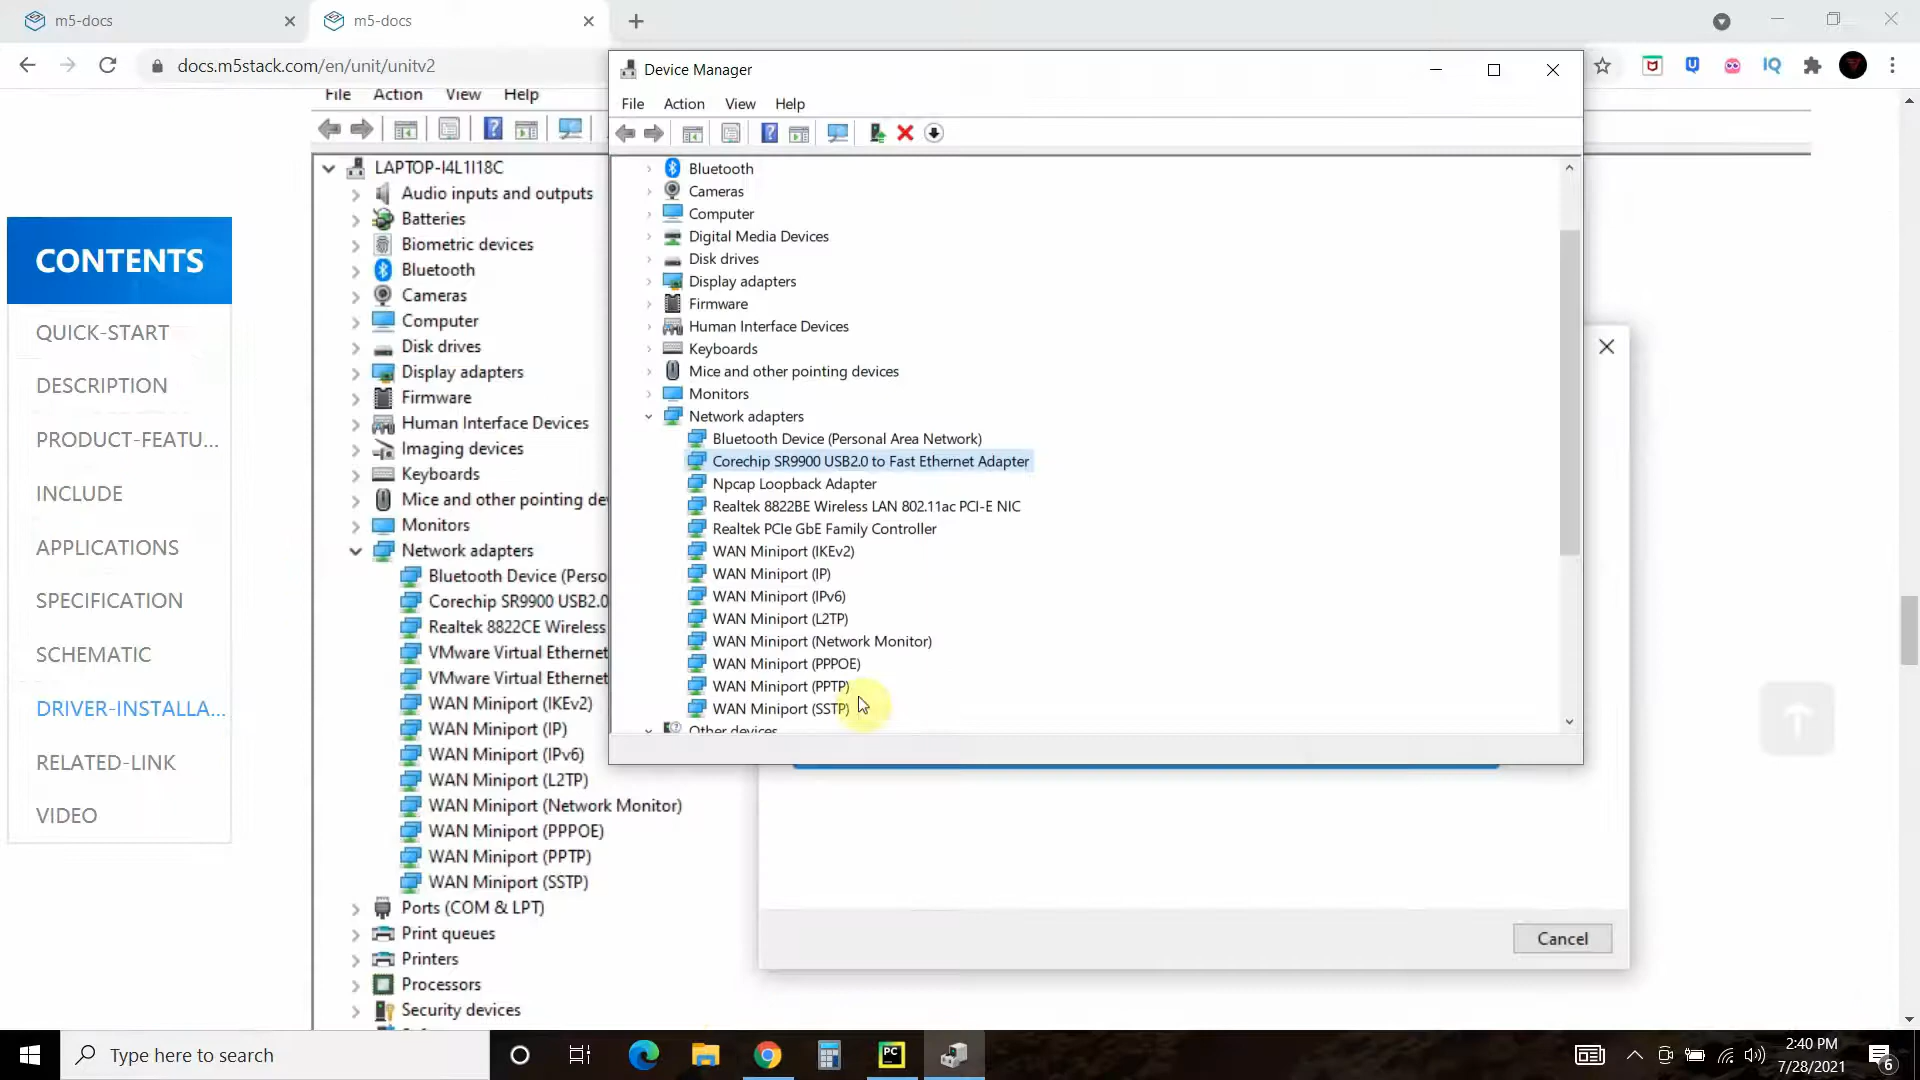 m5-docs
m5-docs
docs.m5stack.com/en/unit/unitv2
File Action View Help
LAPTOP-I4L1I18C
Audio inputs and outputs
Batteries
Biometric devices
Bluetooth
Cameras
Computer
Disk drives
Display adapters
Firmware
Human Interface Devices
Imaging devices
Keyboards
Mice and other pointing de
Monitors
Network adapters
Bluetooth Device (Perso
Corechip SR9900 USB2.0
Realtek 8822CE Wireless
VMware Virtual Ethernet
VMware Virtual Ethernet
WAN Miniport (IKEv2)
WAN Miniport (IP)
WAN Miniport (IPv6)
WAN Miniport (L2TP)
WAN Miniport (Network Monitor)
WAN Miniport (PPPOE)
WAN Miniport (PPTP)
WAN Miniport (SSTP)
Ports (COM & LPT)
Print queues
Printers
Processors
Security devices
CONTENTS
QUICK-START
DESCRIPTION
PRODUCT-FEATU...
INCLUDE
APPLICATIONS
SPECIFICATION
SCHEMATIC
DRIVER-INSTALLA...
RELATED-LINK
VIDEO
Device Manager
File Action View Help
Bluetooth
Cameras
Computer
Digital Media Devices
Disk drives
Display adapters
Firmware
Human Interface Devices
Keyboards
Mice and other pointing devices
Monitors
Network adapters
Bluetooth Device (Personal Area Network)
Corechip SR9900 USB2.0 to Fast Ethernet Adapter
Npcap Loopback Adapter
Realtek 8822BE Wireless LAN 802.11ac PCI-E NIC
Realtek PCIe GbE Family Controller
WAN Miniport (IKEv2)
WAN Miniport (IP)
WAN Miniport (IPv6)
WAN Miniport (L2TP)
WAN Miniport (Network Monitor)
WAN Miniport (PPPOE)
WAN Miniport (PPTP)
WAN Miniport (SSTP)
Other devices
Cancel
Type here to search
PC
2:40 PM
7/28/2021
6
IQ